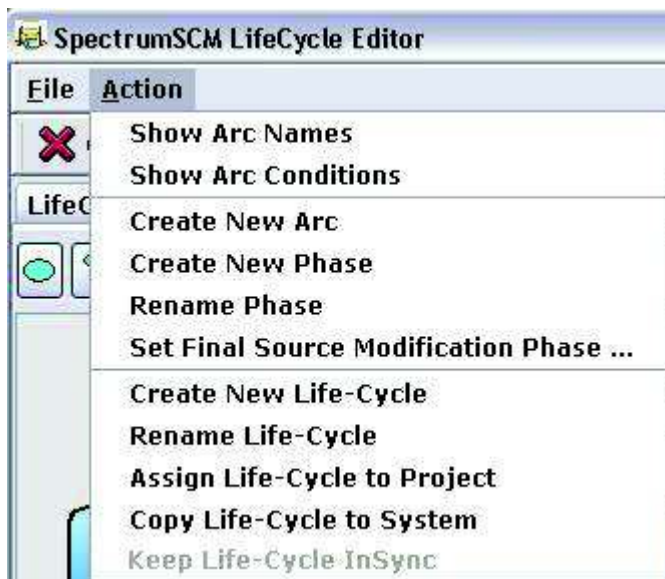 SpectrumSCM LifeCycle Editor
File Action
Show Arc Names
Show Arc Conditions
Create New Arc
Create New Phase
Rename Phase
Set Final Source Modification Phase ...
Create New Life-Cycle
Rename Life-Cycle
Assign Life-Cycle to Project
Copy Life-Cycle to System
Keep Life-Cycle InSync